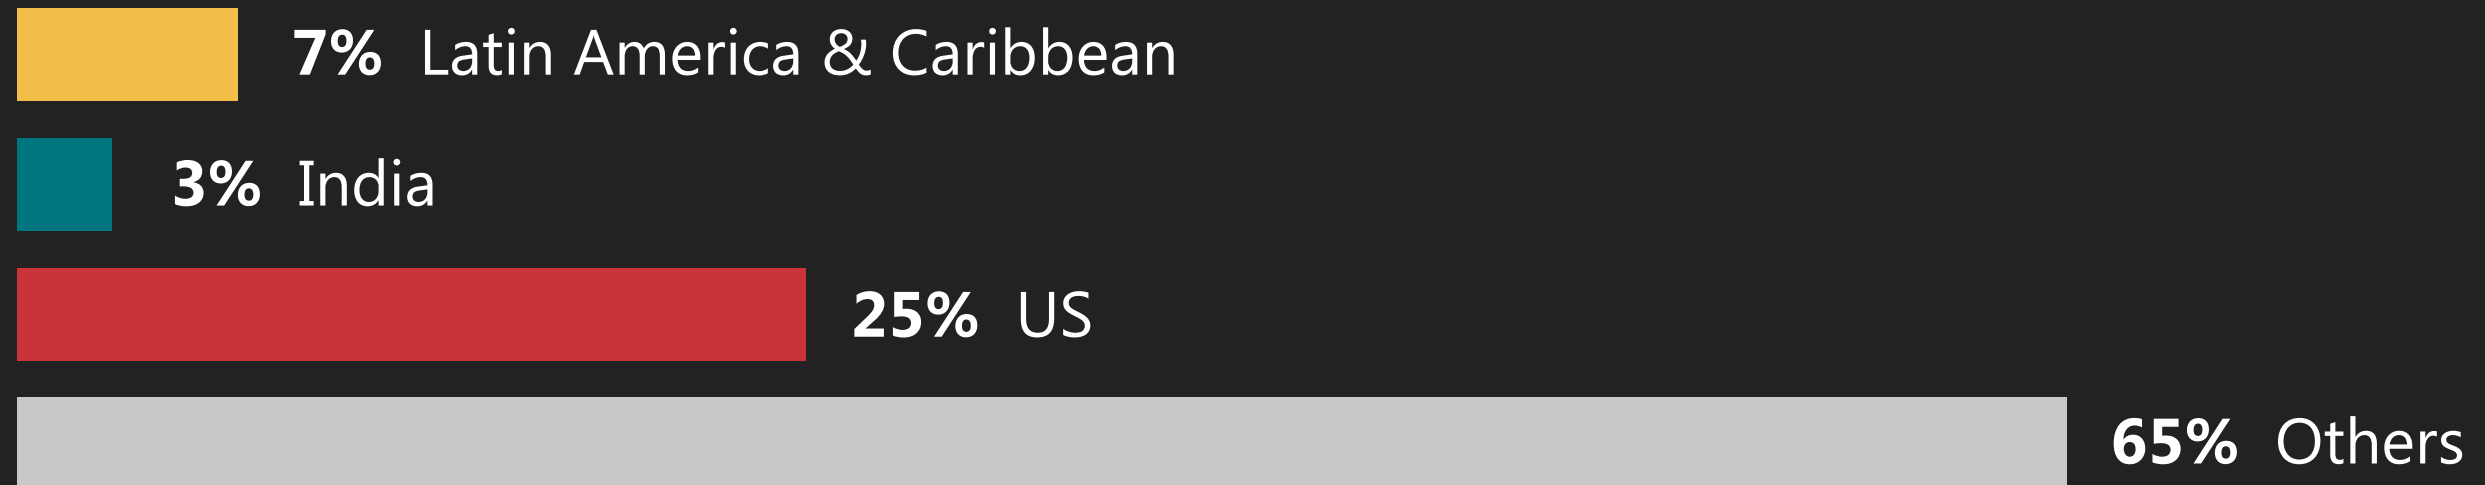 7% Latin America & Caribbean
3% India
25% US
65% Others